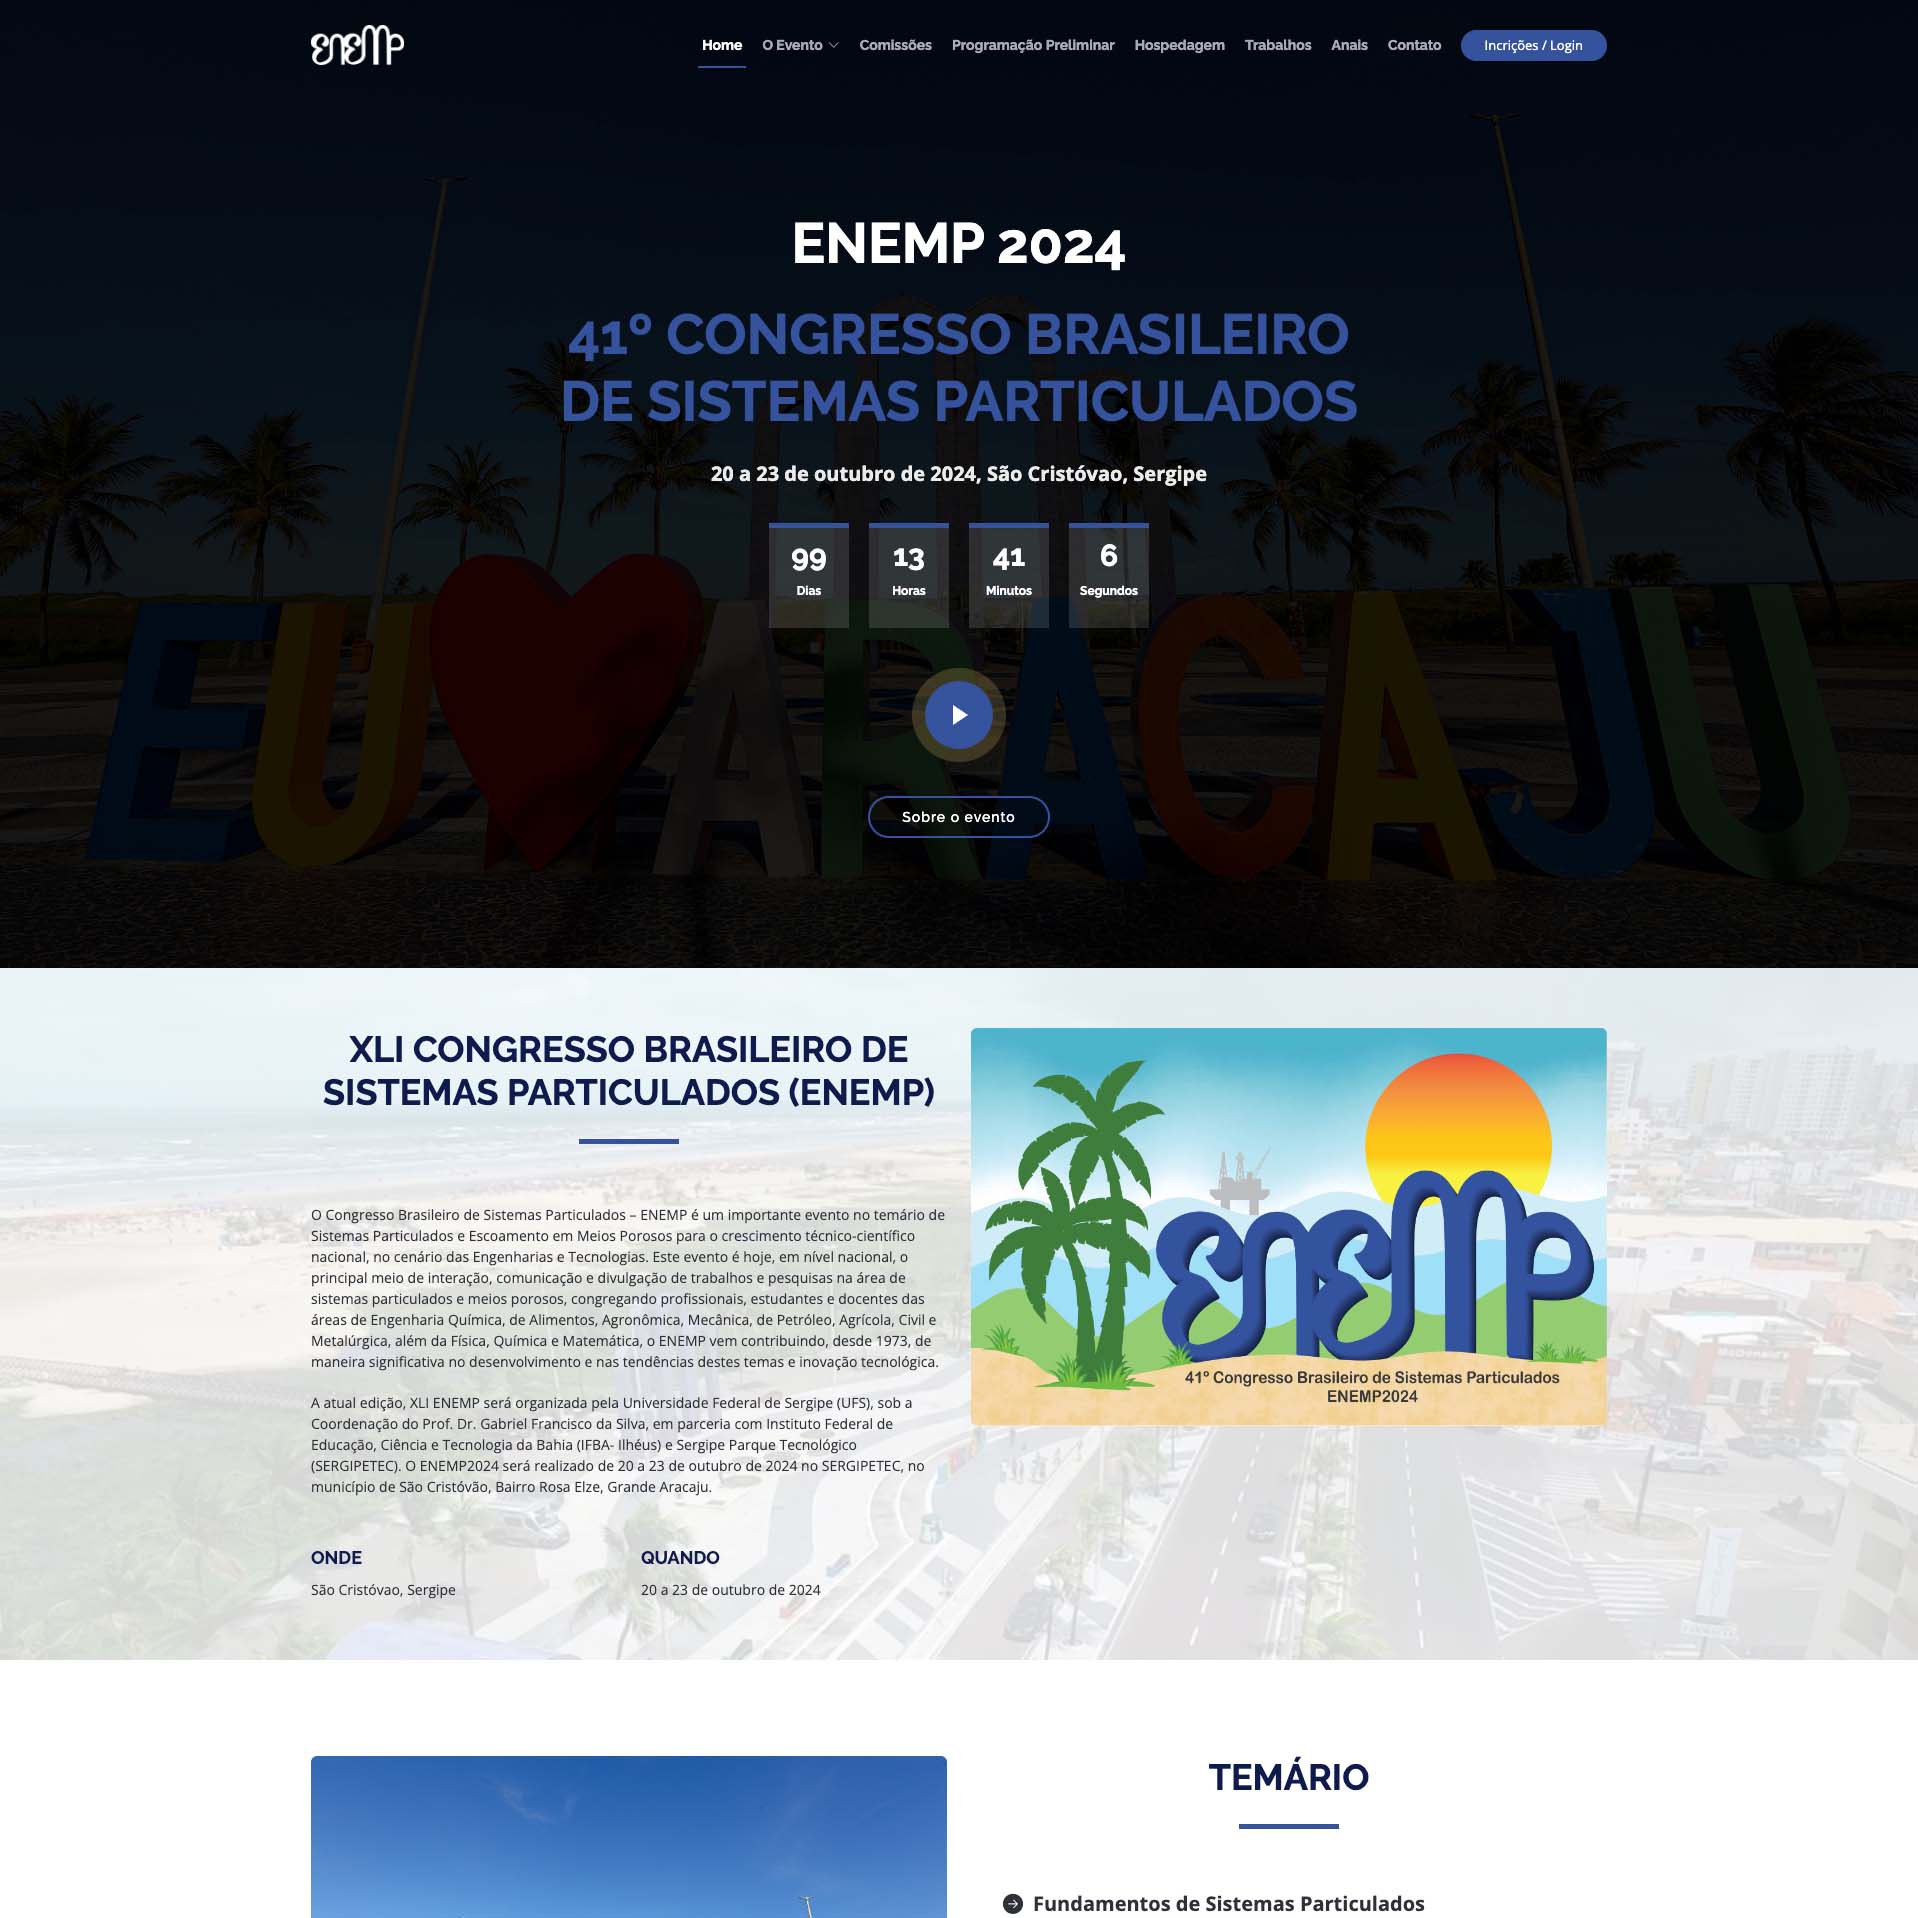 enemp
Home
O Evento
Comissões
Programação Preliminar
Hospedagem
Trabalhos
Anais
Contato
Incrições / Login
ENEMP 2024
41º CONGRESSO BRASILEIRO
DE SISTEMAS PARTICULADOS
20 a 23 de outubro de 2024, São Cristóvao, Sergipe
99
Dias
13
Horas
41
Minutos
6
Segundos
EU ARACAJU
Sobre o evento
XLI CONGRESSO BRASILEIRO DE
SISTEMAS PARTICULADOS (ENEMP)
O Congresso Brasileiro de Sistemas Particulados – ENEMP é um importante evento no temário de
Sistemas Particulados e Escoamento em Meios Porosos para o crescimento técnico-científico
nacional, no cenário das Engenharias e Tecnologias. Este evento é hoje, em nível nacional, o
principal meio de interação, comunicação e divulgação de trabalhos e pesquisas na área de
sistemas particulados e meios porosos, congregando profissionais, estudantes e docentes das
áreas de Engenharia Química, de Alimentos, Agronômica, Mecânica, de Petróleo, Agrícola, Civil e
Metalúrgica, além da Física, Química e Matemática, o ENEMP vem contribuindo, desde 1973, de
maneira significativa no desenvolvimento e nas tendências destes temas e inovação tecnológica.
A atual edição, XLI ENEMP será organizada pela Universidade Federal de Sergipe (UFS), sob a
Coordenação do Prof. Dr. Gabriel Francisco da Silva, em parceria com Instituto Federal de
Educação, Ciência e Tecnologia da Bahia (IFBA- Ilhéus) e Sergipe Parque Tecnológico
(SERGIPETEC). O ENEMP2024 será realizado de 20 a 23 de outubro de 2024 no SERGIPETEC, no
município de São Cristóvão, Bairro Rosa Elze, Grande Aracaju.
ONDE
São Cristóvao, Sergipe
QUANDO
20 a 23 de outubro de 2024
enemp
41º Congresso Brasileiro de Sistemas Particulados
ENEMP2024
McDonald's
TEMÁRIO
Fundamentos de Sistemas Particulados